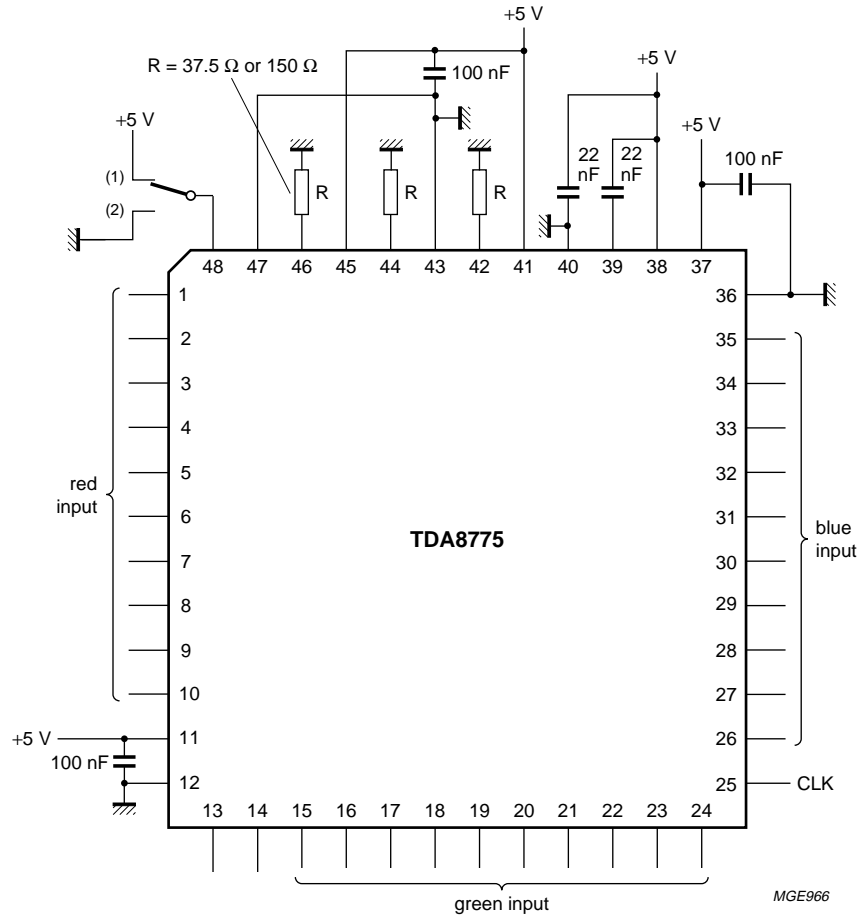 +5 V
R = 37.5 Ω or 150 Ω
100 nF
+5 V
+5 V
+5 V
(1)
(2)
R
R
R
22
nF
22
nF
100 nF
48 47 46 45 44 43 42 41 40 39 38 37
1
2
3
4
5
6
7
8
9
10
11
12
red
input
+5 V
100 nF
TDA8775
36
35
34
33
32
31
30
29
28
27
26
25
blue
input
CLK
13 14 15 16 17 18 19 20 21 22 23 24
green input
MGE966